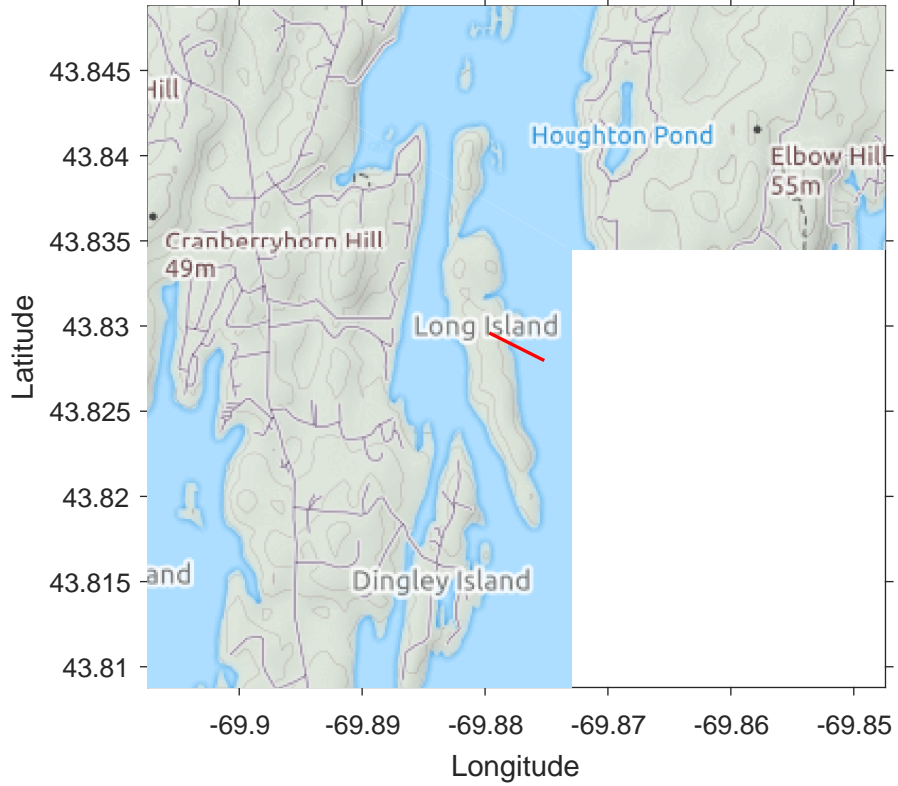 43.845
43.84
43.835
43.83
43.825
43.82
43.815
43.81
Latitude
Hill
Houghton Pond
Elbow Hill
55m
Cranberryhorn Hill
49m
Long Island
and
Dingley Island
-69.9
-69.89
-69.88
-69.87
-69.86
-69.85
Longitude